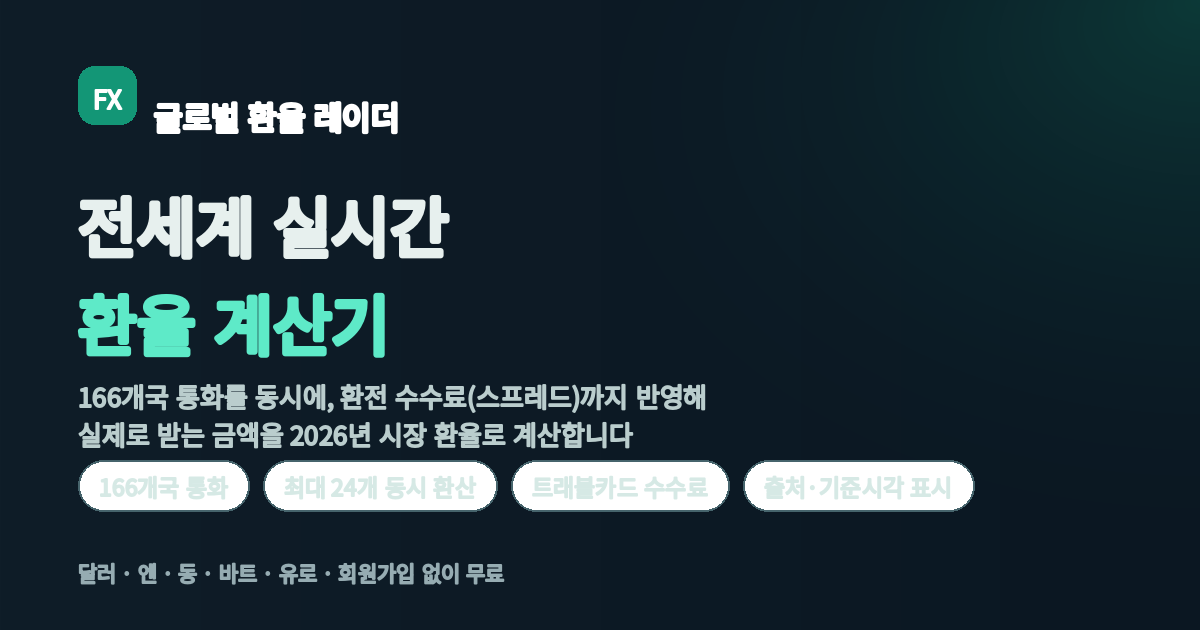 FX
글로벌 환율 레이더
전세계 실시간
환율 계산기
166개국 통화를 동시에, 환전 수수료(스프레드)까지 반영해
실제로 받는 금액을 2026년 시장 환율로 계산합니다
166개국 통화
최대 24개 동시 환산
트래블카드 수수료
출처·기준시각 표시
달러 · 엔 · 동 · 바트 · 유로 · 회원가입 없이 무료